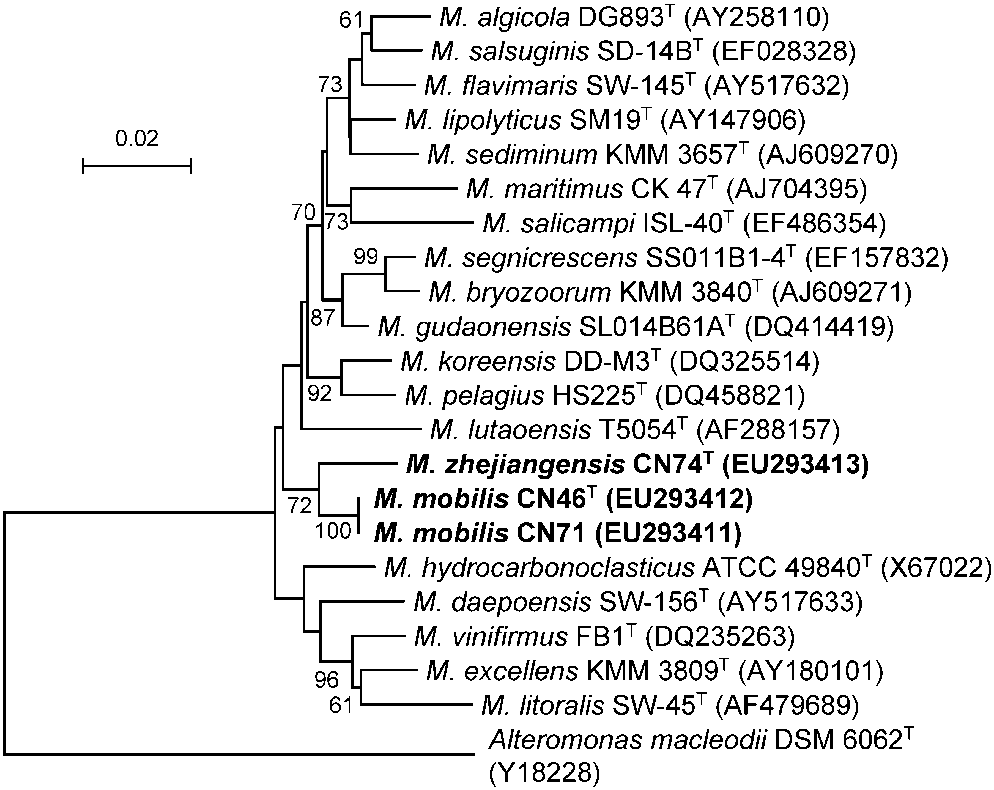 61
M. algicola DG893ᵀ (AY258110)
M. salsuginis SD-14Bᵀ (EF028328)
73
M. flavimaris SW-145ᵀ (AY517632)
M. lipolyticus SM19ᵀ (AY147906)
0.02
M. sediminum KMM 3657ᵀ (AJ609270)
M. maritimus CK 47ᵀ (AJ704395)
70
73
M. salicampi ISL-40ᵀ (EF486354)
99
M. segnicrescens SS011B1-4ᵀ (EF157832)
M. bryozoorum KMM 3840ᵀ (AJ609271)
87
M. gudaonensis SL014B61Aᵀ (DQ414419)
M. koreensis DD-M3ᵀ (DQ325514)
92
M. pelagius HS225ᵀ (DQ458821)
M. lutaoensis T5054ᵀ (AF288157)
M. zhejiangensis CN74ᵀ (EU293413)
72
M. mobilis CN46ᵀ (EU293412)
100
M. mobilis CN71 (EU293411)
M. hydrocarbonoclasticus ATCC 49840ᵀ (X67022)
M. daepoensis SW-156ᵀ (AY517633)
M. vinifirmus FB1ᵀ (DQ235263)
96
M. excellens KMM 3809ᵀ (AY180101)
61
M. litoralis SW-45ᵀ (AF479689)
Alteromonas macleodii DSM 6062ᵀ
(Y18228)